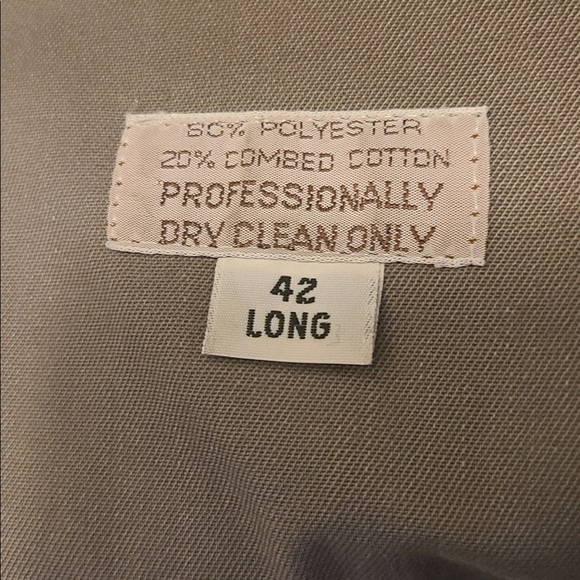 80% POLYESTER
20% COMBED COTTON
PROFESSIONALLY
DRY CLEAN ONLY
42
LONG